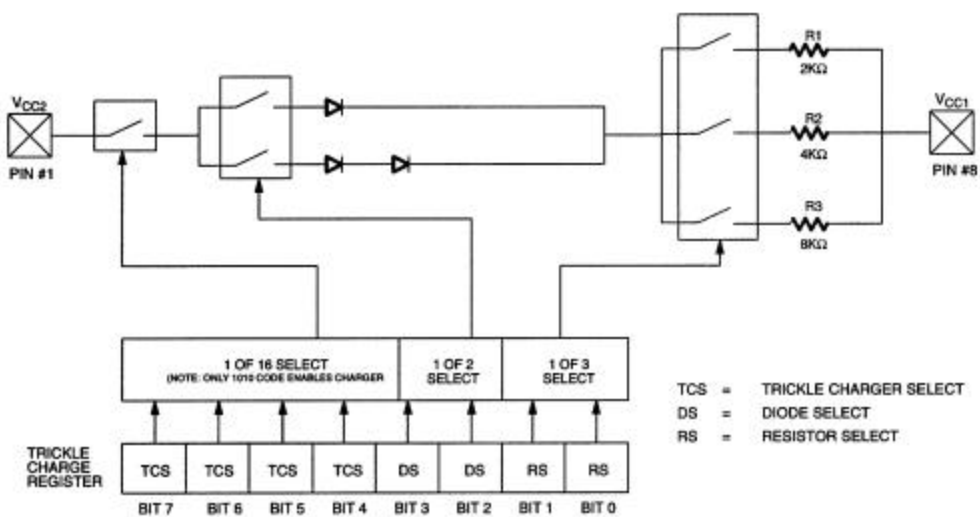 R1
2KΩ
VCC2
PIN #1
R2
4KΩ
VCC1
PIN #8
R3
8KΩ
1 OF 16 SELECT
(NOTE: ONLY 1010 CODE ENABLES CHARGER
1 OF 2
SELECT
1 OF 3
SELECT
TCS = TRICKLE CHARGER SELECT
DS = DIODE SELECT
RS = RESISTOR SELECT
TRICKLE
CHARGE
REGISTER
TCS TCS TCS TCS DS DS RS RS
BIT 7 BIT 6 BIT 5 BIT 4 BIT 3 BIT 2 BIT 1 BIT 0